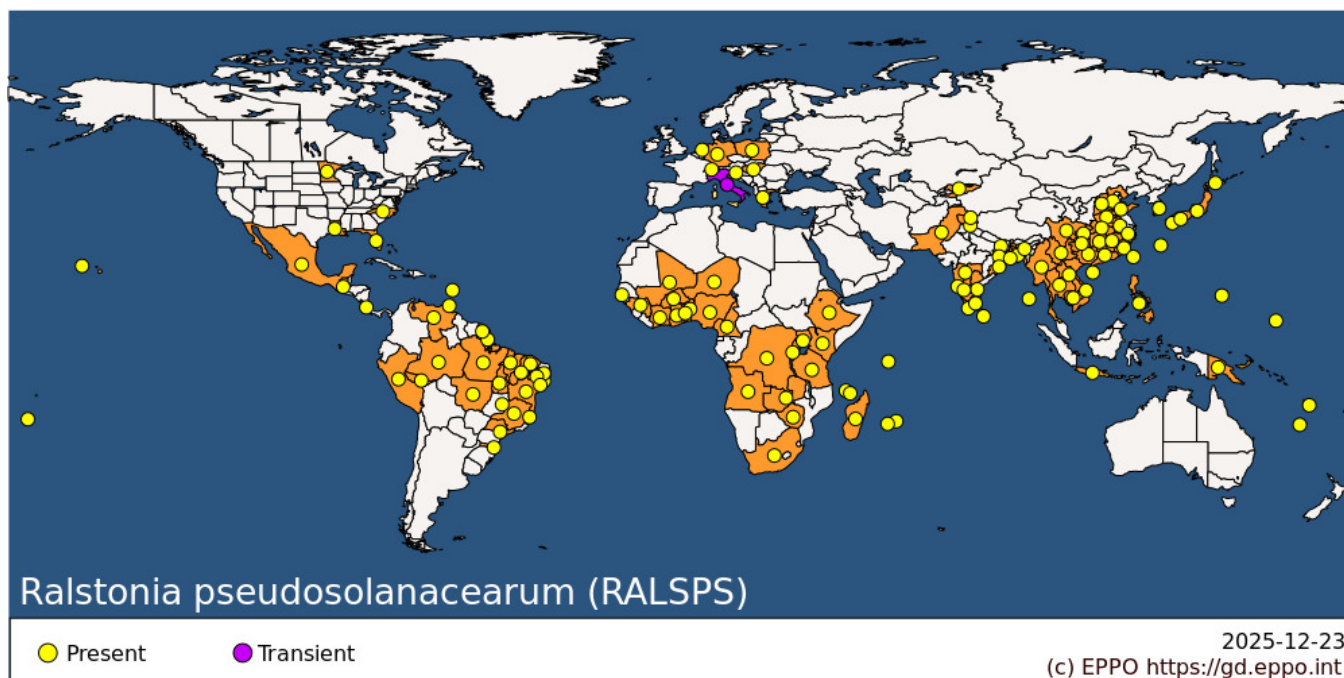 Ralstonia pseudosolanacearum (RALSPS)
Present
Transient
2025-12-23
(c) EPPO https://gd.eppo.int